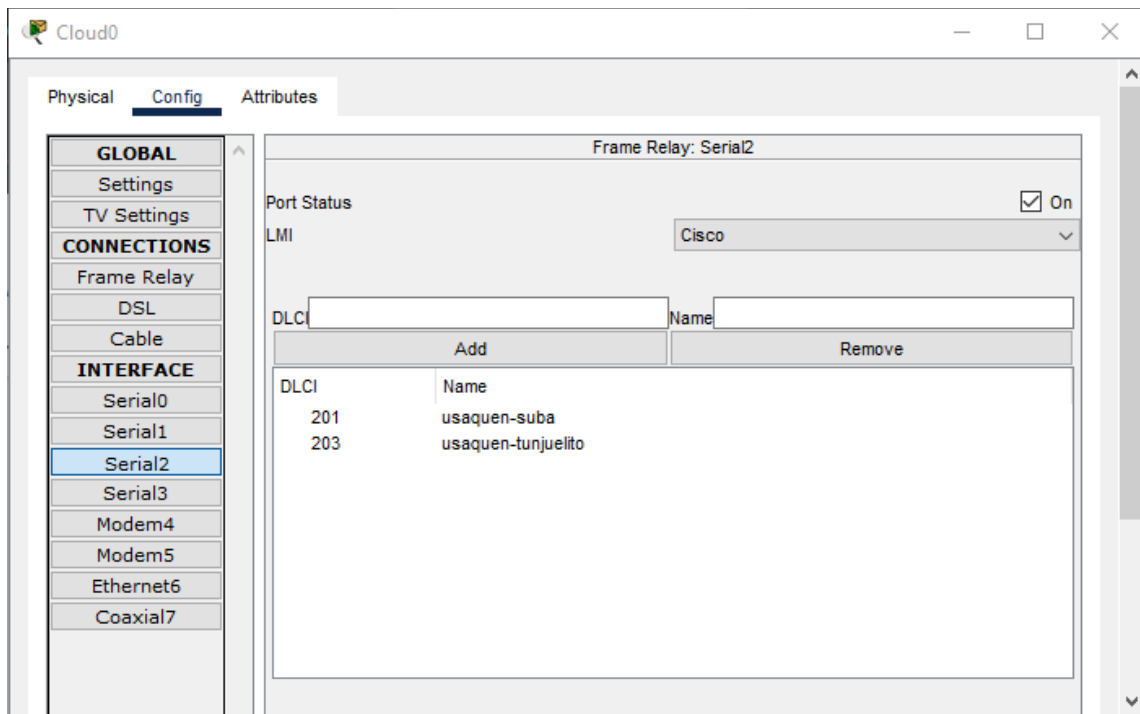 Cloud0
Physical Config Attributes
GLOBAL
Settings
TV Settings
CONNECTIONS
Frame Relay
DSL
Cable
INTERFACE
Serial0
Serial1
Serial2
Serial3
Modem4
Modem5
Ethernet6
Coaxial7
Frame Relay: Serial2
Port Status On
LMI Cisco
DLCI Name
Add Remove
DLCI Name
201 usaquen-suba
203 usaquen-tunjuelito